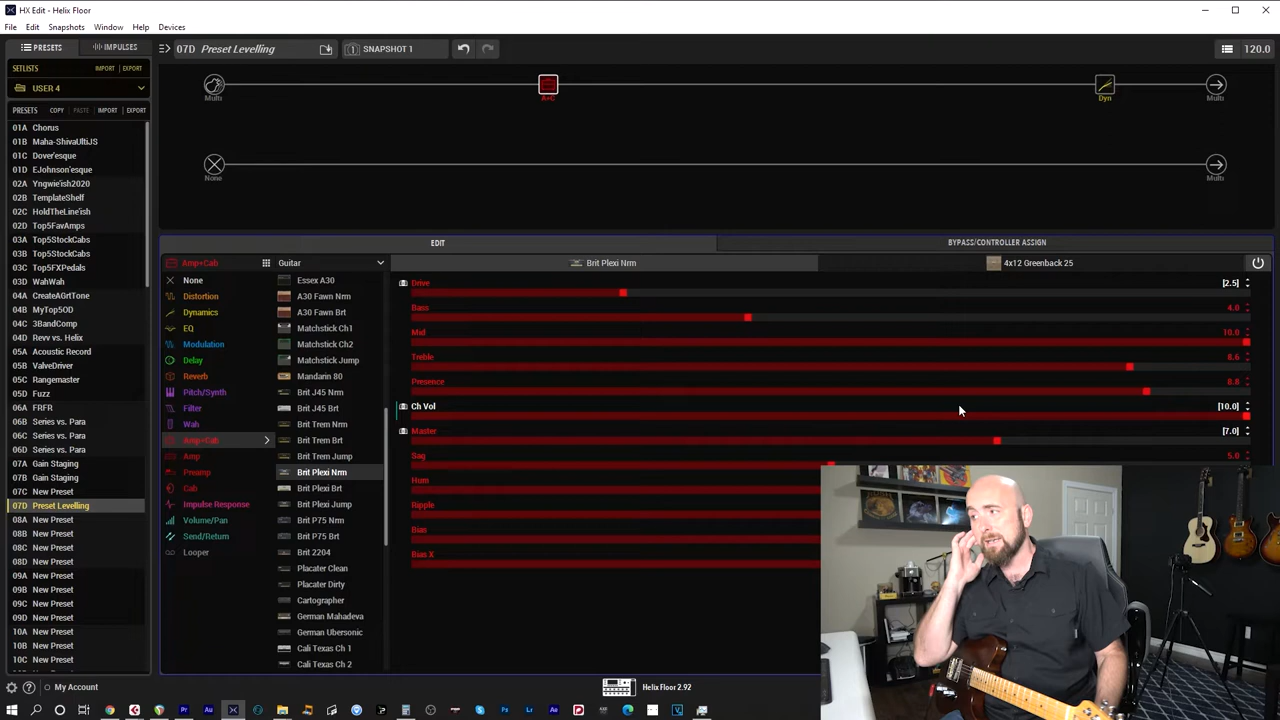 HX Edit - Helix Floor
File Edit Snapshots Window Help Devices
PRESETS IMPULSES
07D Preset Levelling
1 SNAPSHOT 1
120.0
SETLISTS IMPORT EXPORT
USER 4
PRESETS COPY PASTE IMPORT EXPORT
01A Chorus
01B Maha-ShivaUltiJS
01C Dover'esque
01D EJohnson'esque
02A Yngwie'ish2020
02B TemplateShelf
02C HoldTheLine'ish
02D Top5FavAmps
03A Top5StockCabs
03B Top5StockCabs
03C Top5FXPedals
03D WahWah
04A CreateAGrtTone
04B MyTop5OD
04C 3BandComp
04D Revv vs. Helix
05A Acoustic Record
05B ValveDriver
05C Rangemaster
05D Fuzz
06A FRFR
06B Series vs. Para
06C Series vs. Para
06D Series vs. Para
07A Gain Staging
07B Gain Staging
07C New Preset
07D Preset Levelling
08A New Preset
08B New Preset
08C New Preset
08D New Preset
09A New Preset
09B New Preset
09C New Preset
09D New Preset
10A New Preset
10B New Preset
10C New Preset
My Account
Multi
A+C
Dyn
Multi
None
Multi
EDIT
BYPASS/CONTROLLER ASSIGN
Amp+Cab
Guitar
Brit Plexi Nrm
4x12 Greenback 25
None
Distortion
Dynamics
EQ
Modulation
Delay
Reverb
Pitch/Synth
Filter
Wah
Amp+Cab
Amp
Preamp
Cab
Impulse Response
Volume/Pan
Send/Return
Looper
Essex A30
A30 Fawn Nrm
A30 Fawn Brt
Matchstick Ch1
Matchstick Ch2
Matchstick Jump
Mandarin 80
Brit J45 Nrm
Brit J45 Brt
Brit Trem Nrm
Brit Trem Brt
Brit Trem Jump
Brit Plexi Nrm
Brit Plexi Brt
Brit Plexi Jump
Brit P75 Nrm
Brit P75 Brt
Brit 2204
Placater Clean
Placater Dirty
Cartographer
German Mahadeva
German Ubersonic
Cali Texas Ch 1
Cali Texas Ch 2
Drive [2.5]
Bass 4.0
Mid 10.0
Treble 8.6
Presence 8.8
Ch Vol [10.0]
Master [7.0]
Sag 5.0
Hum
Ripple
Bias
Bias X
Helix Floor 2.92